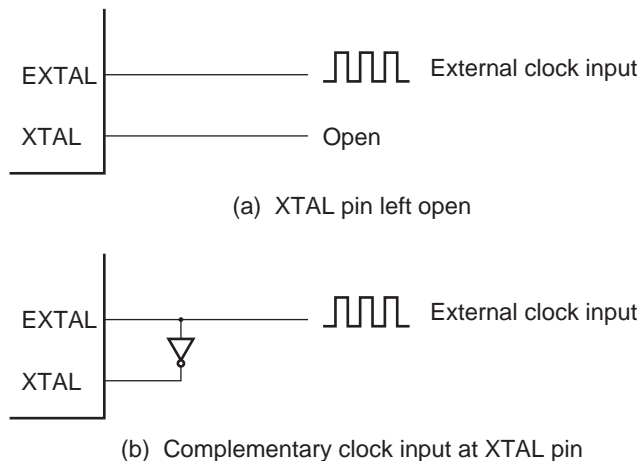 EXTAL
External clock input
XTAL
Open
(a) XTAL pin left open
EXTAL
External clock input
XTAL
(b) Complementary clock input at XTAL pin